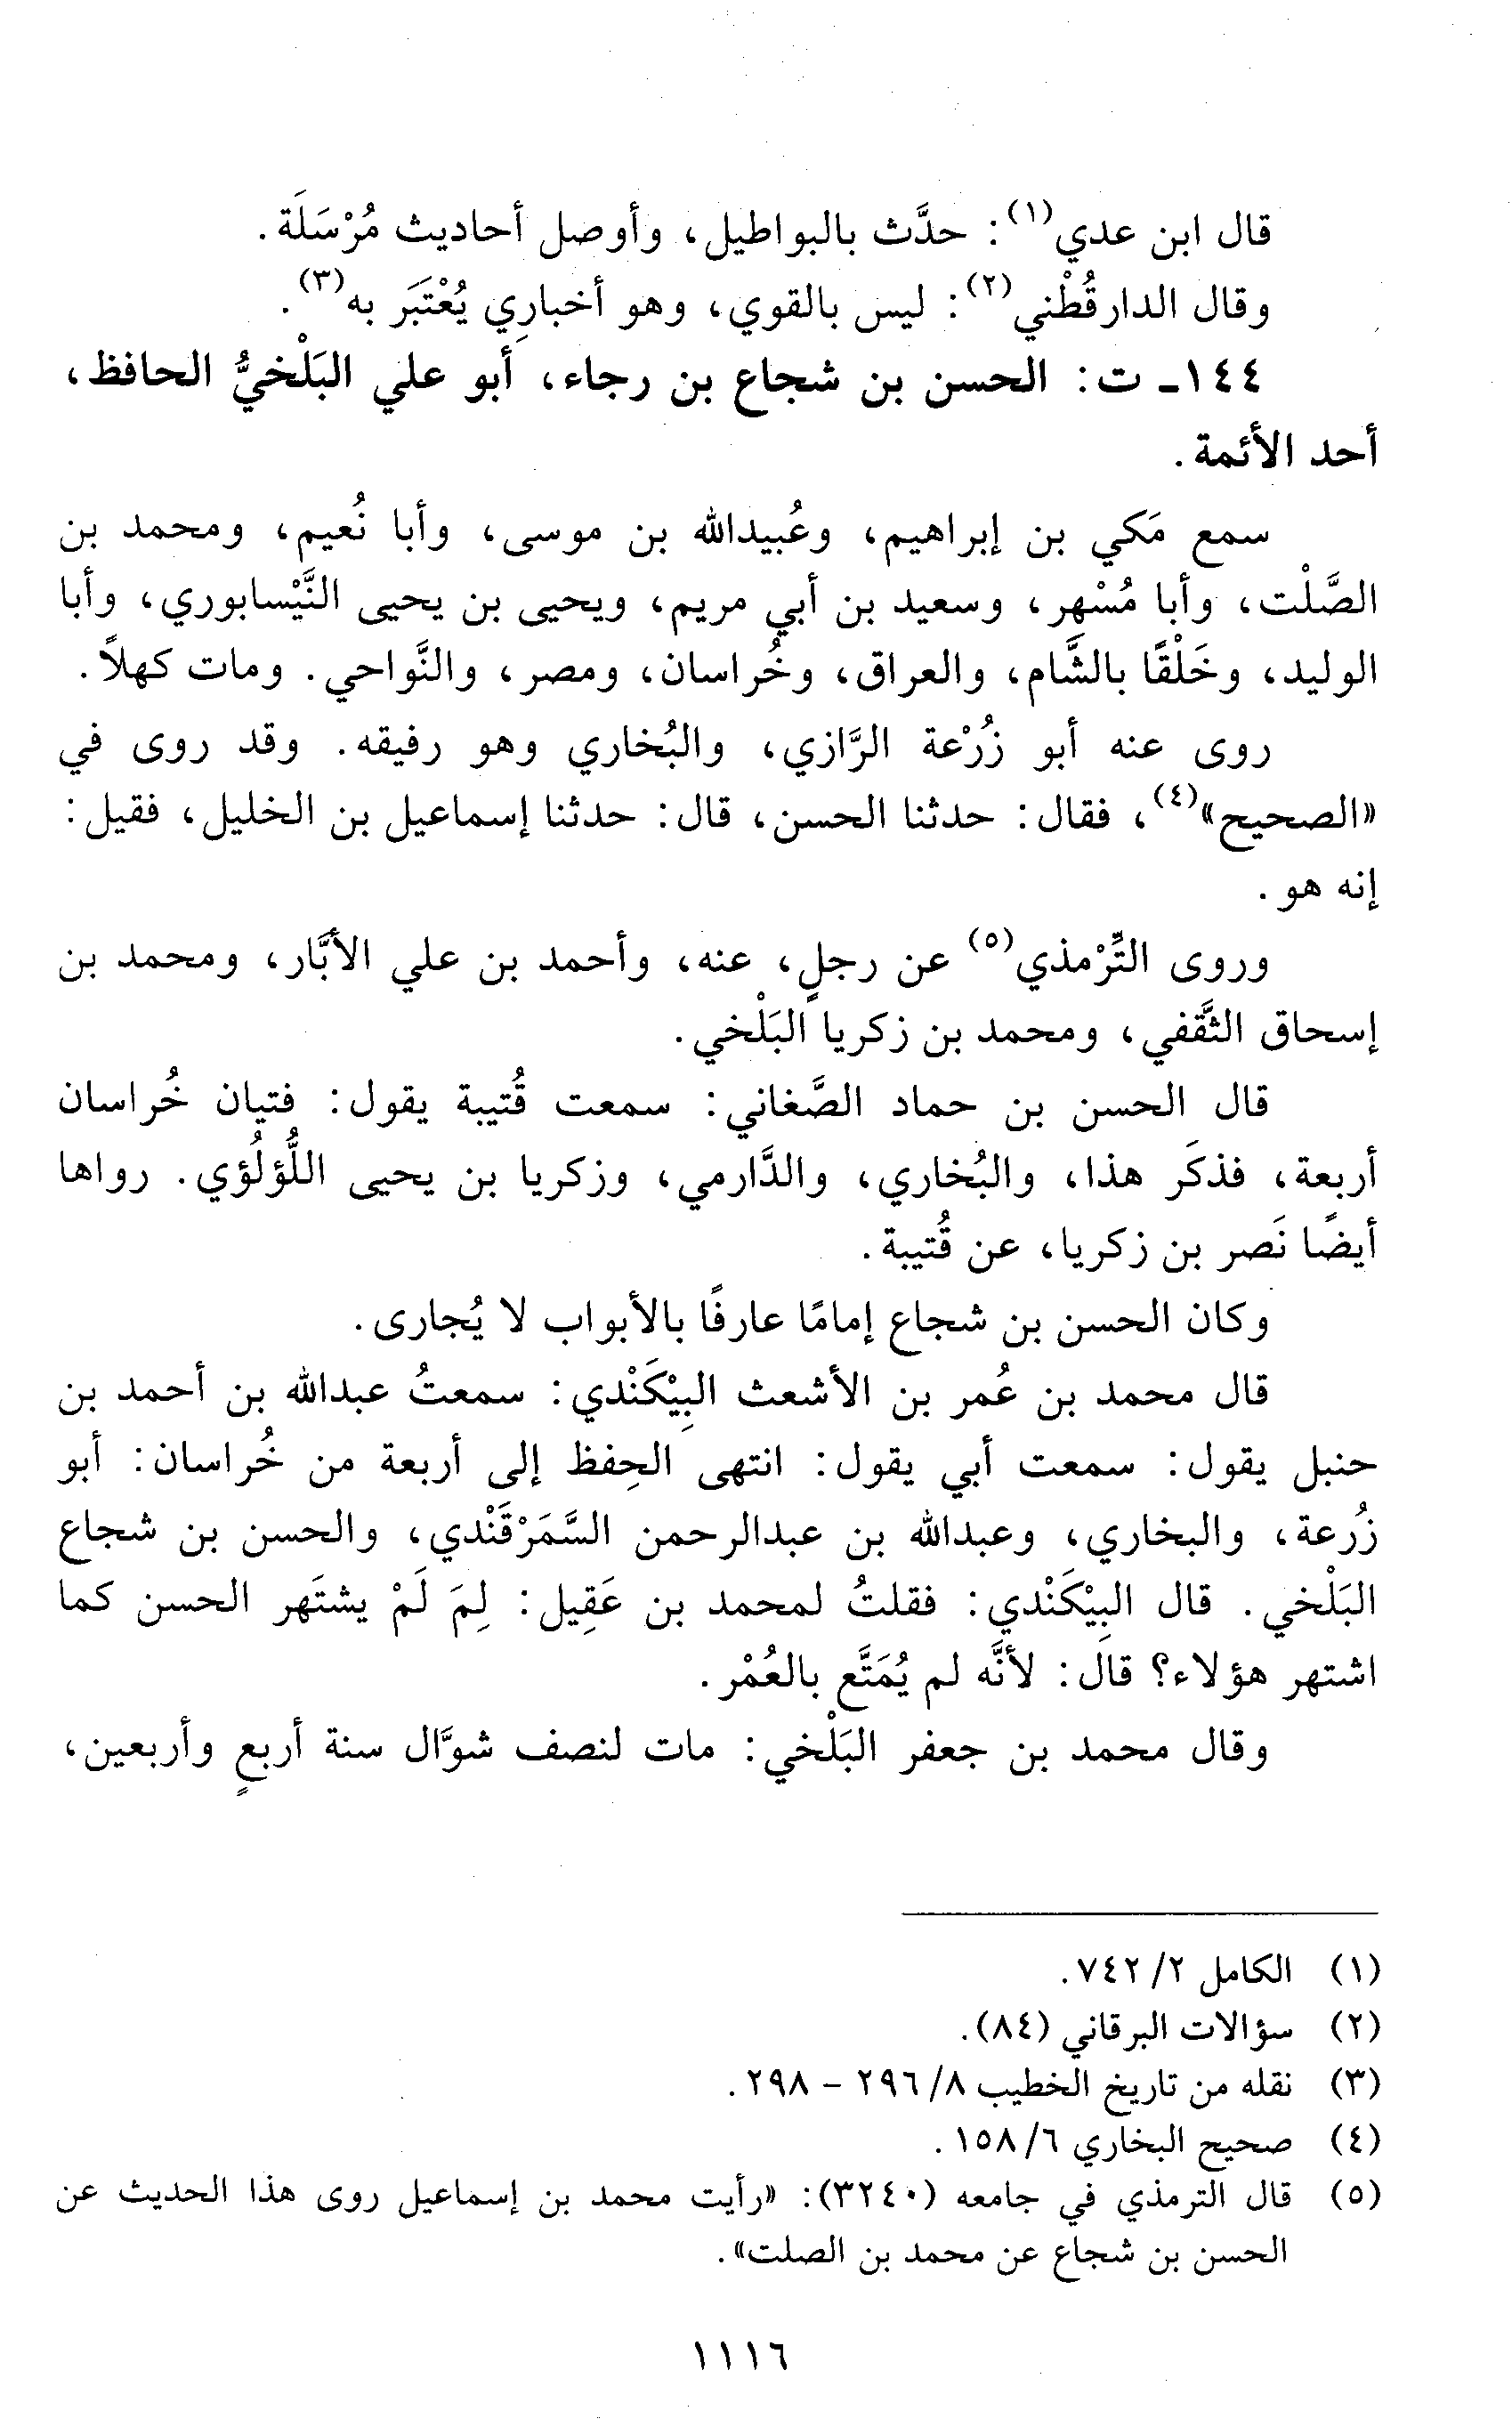 قال ابن عدي(١): حدَّث بالبواطيل، وأوصل أحاديث مُرْسَلَة.
وقال الدارقُطْني(٢): ليس بالقوي، وهو أخبارِي يُعْتَبَر به(٣).
١٤٤ـ ت: الحسن بن شجاع بن رجاء، أبو علي البَلْخيُّ الحافظ،
أحد الأئمة.
سمع مَكي بن إبراهيم، وعُبيدالله بن موسى، وأبا نُعيم، ومحمد بن
الصَّلْت، وأبا مُسْهِر، وسعيد بن أبي مريم، ويحيى بن يحيى النَّيْسابوري، وأبا
الوليد، وخَلْقًا بالشَّام، والعراق، وخُراسان، ومصر، والنَّواحي. ومات كهلاً.
روى عنه أبو زُرْعة الرَّازي، والبُخاري وهو رفيقه. وقد روى في
«الصحيح»(٤)، فقال: حدثنا الحسن، قال: حدثنا إسماعيل بن الخليل، فقيل:
إنه هو.
وروى التِّرْمذي(٥) عن رجلٍ، عنه، وأحمد بن علي الأبَّار، ومحمد بن
إسحاق الثَّقفي، ومحمد بن زكريا البَلْخي.
قال الحسن بن حماد الصَّغاني: سمعت قُتيبة يقول: فتيان خُراسان
أربعة، فذكَر هذا، والبُخاري، والدَّارمي، وزكريا بن يحيى اللُّؤلُؤي. رواها
أيضًا نَصر بن زكريا، عن قُتيبة.
وكان الحسن بن شجاع إمامًا عارفًا بالأبواب لا يُجارى.
قال محمد بن عُمر بن الأشعث البِيْكَنْدي: سمعتُ عبدالله بن أحمد بن
حنبل يقول: سمعت أبي يقول: انتهى الحِفظ إلى أربعة من خُراسان: أبو
زُرعة، والبخاري، وعبدالله بن عبدالرحمن السَّمَرْقَنْدي، والحسن بن شجاع
البَلْخي. قال البِيْكَنْدي: فقلتُ لمحمد بن عَقِيل: لِمَ لَمْ يشتَهر الحسن كما
اشتهر هؤلاء؟ قال: لأنَّه لم يُمَتَّع بالعُمْر.
وقال محمد بن جعفر البَلْخي: مات لنصف شوَّال سنة أربعٍ وأربعين،
(١) الكامل ٢/ ٧٤٢.
(٢) سؤالات البرقاني (٨٤).
(٣) نقله من تاريخ الخطيب ٨/ ٢٩٦ - ٢٩٨.
(٤) صحيح البخاري ٦/ ١٥٨.
(٥) قال الترمذي في جامعه (٣٢٤٠): «رأيت محمد بن إسماعيل روى هذا الحديث عن
الحسن بن شجاع عن محمد بن الصلت».
١١١٦